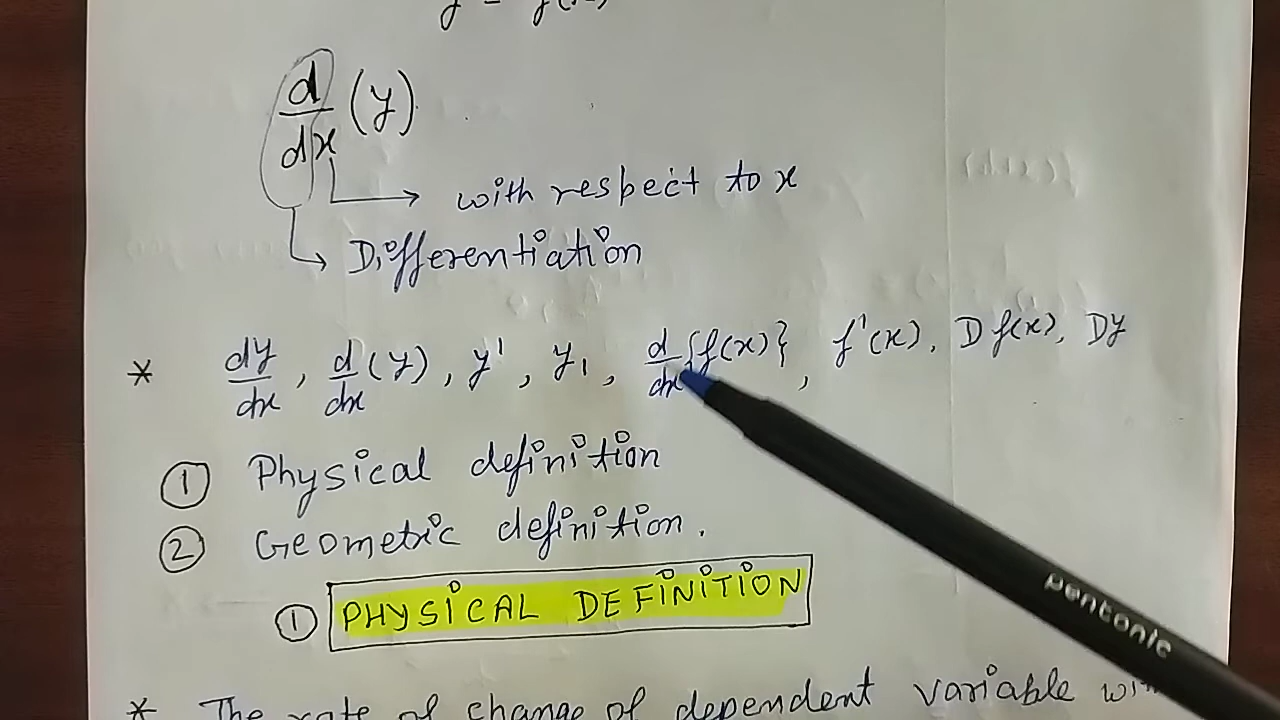 y = f(x)
d/dx (y)
with respect to x
Differentiation
* dy/dx, d/dx (y), y', y₁, d/dx {f(x)}, f'(x), D f(x), Dy
① Physical definition
② Geometric definition.
① PHYSICAL DEFINITION
* The rate of change of dependent variable
pentonic